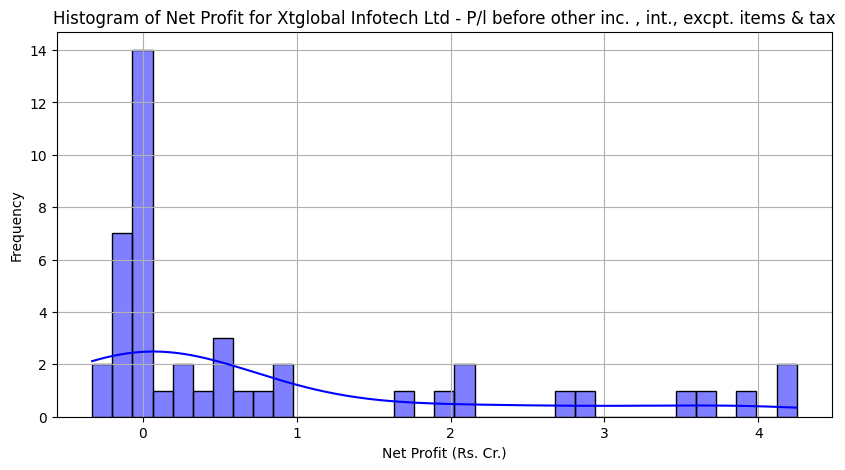 Histogram of Net Profit for Xtglobal Infotech Ltd - P/l before other inc. , int., excpt. items & tax
14
12
10
8
6
4
2
0
Frequency
0 1 2 3 4
Net Profit (Rs. Cr.)